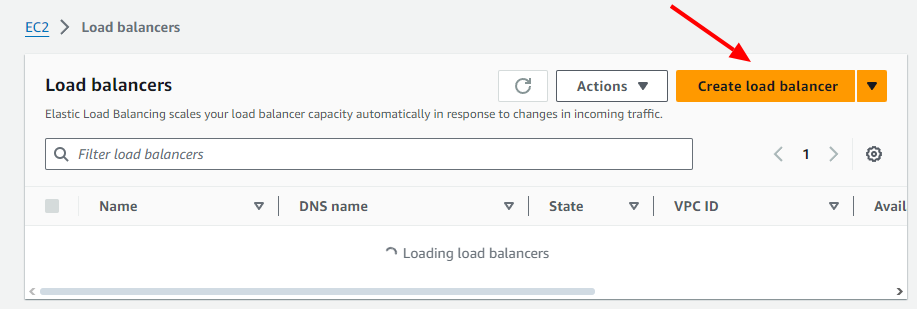 EC2 > Load balancers
Load balancers
Actions
Create load balancer
Elastic Load Balancing scales your load balancer capacity automatically in response to changes in incoming traffic.
Filter load balancers
1
Name DNS name State VPC ID Avail
Loading load balancers